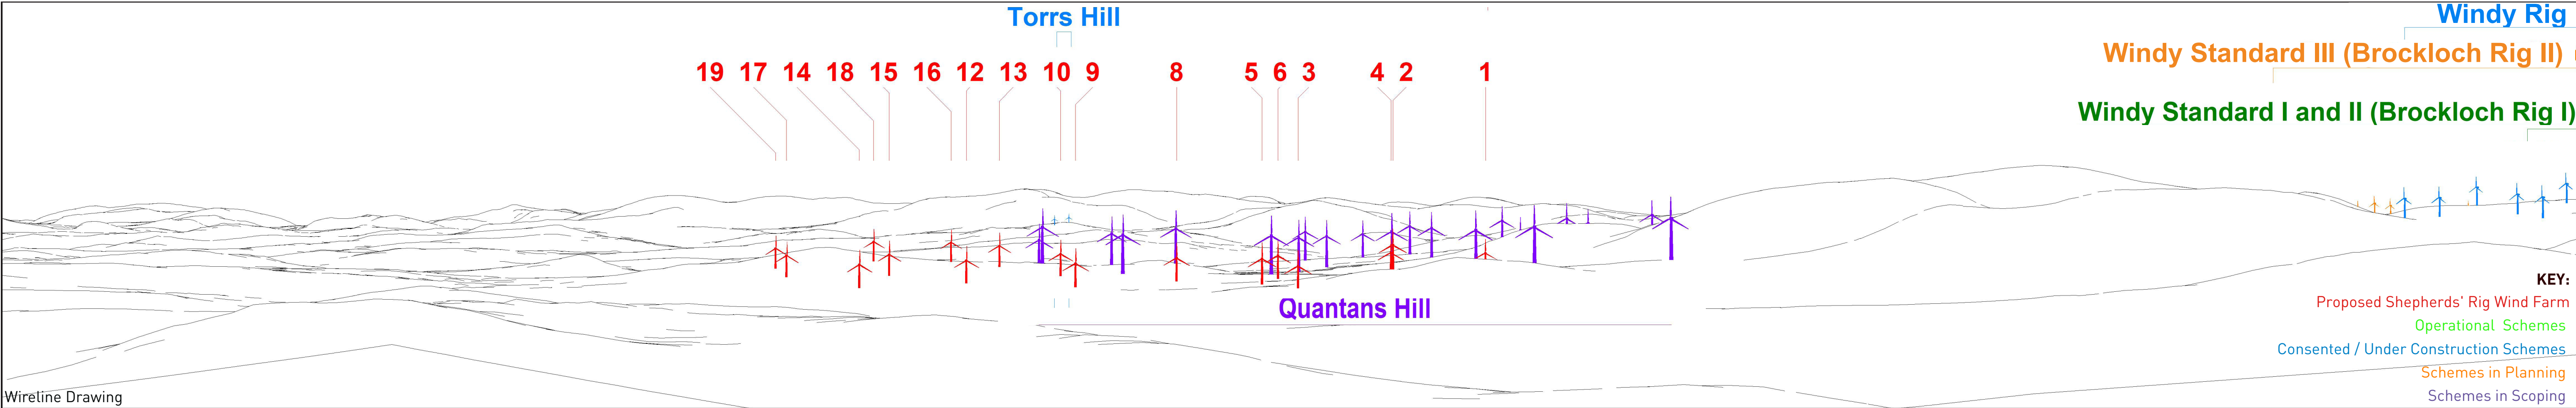 Torrs Hill
Windy Rig
Windy Standard III (Brockloch Rig II)
19 17 14 18 15 16 12 13 10 9 8 5 6 3 4 2 1
Windy Standard I and II (Brockloch Rig I)
Quantans Hill
KEY:
Proposed Shepherds' Rig Wind Farm
Operational Schemes
Consented / Under Construction Schemes
Schemes in Planning
Schemes in Scoping
Wireline Drawing